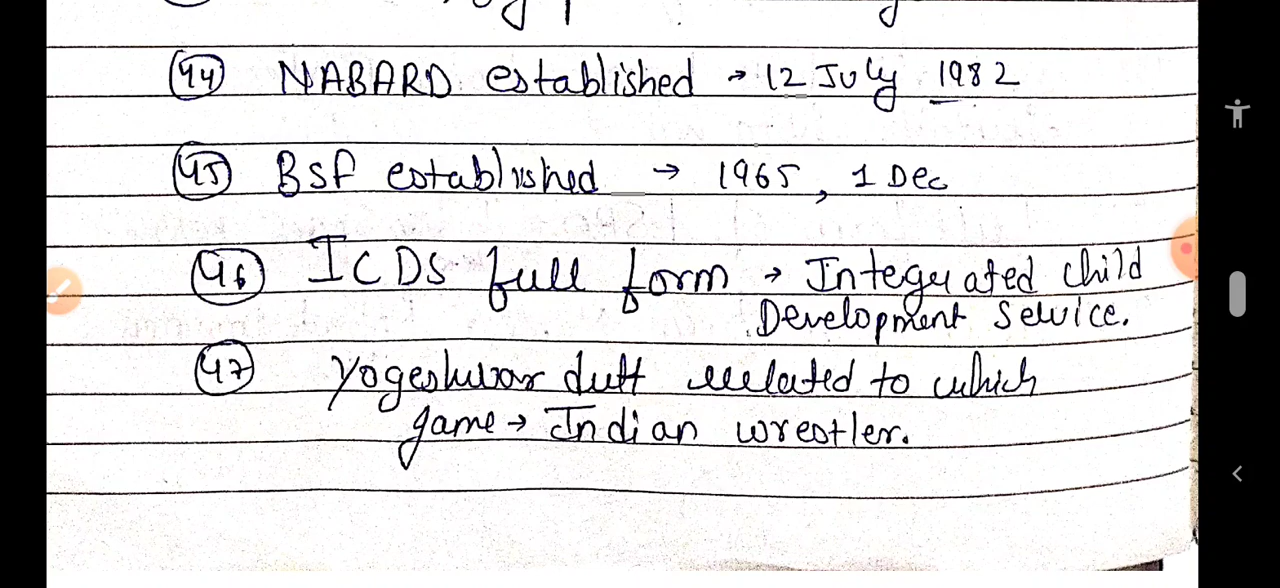 44 NABARD established → 12 July 1982
45 BSF established → 1965, 1 Dec
46 ICDS full form → Integrated child
Development Service.
47 Yogeshwar dutt related to which
game → Indian wrestler.